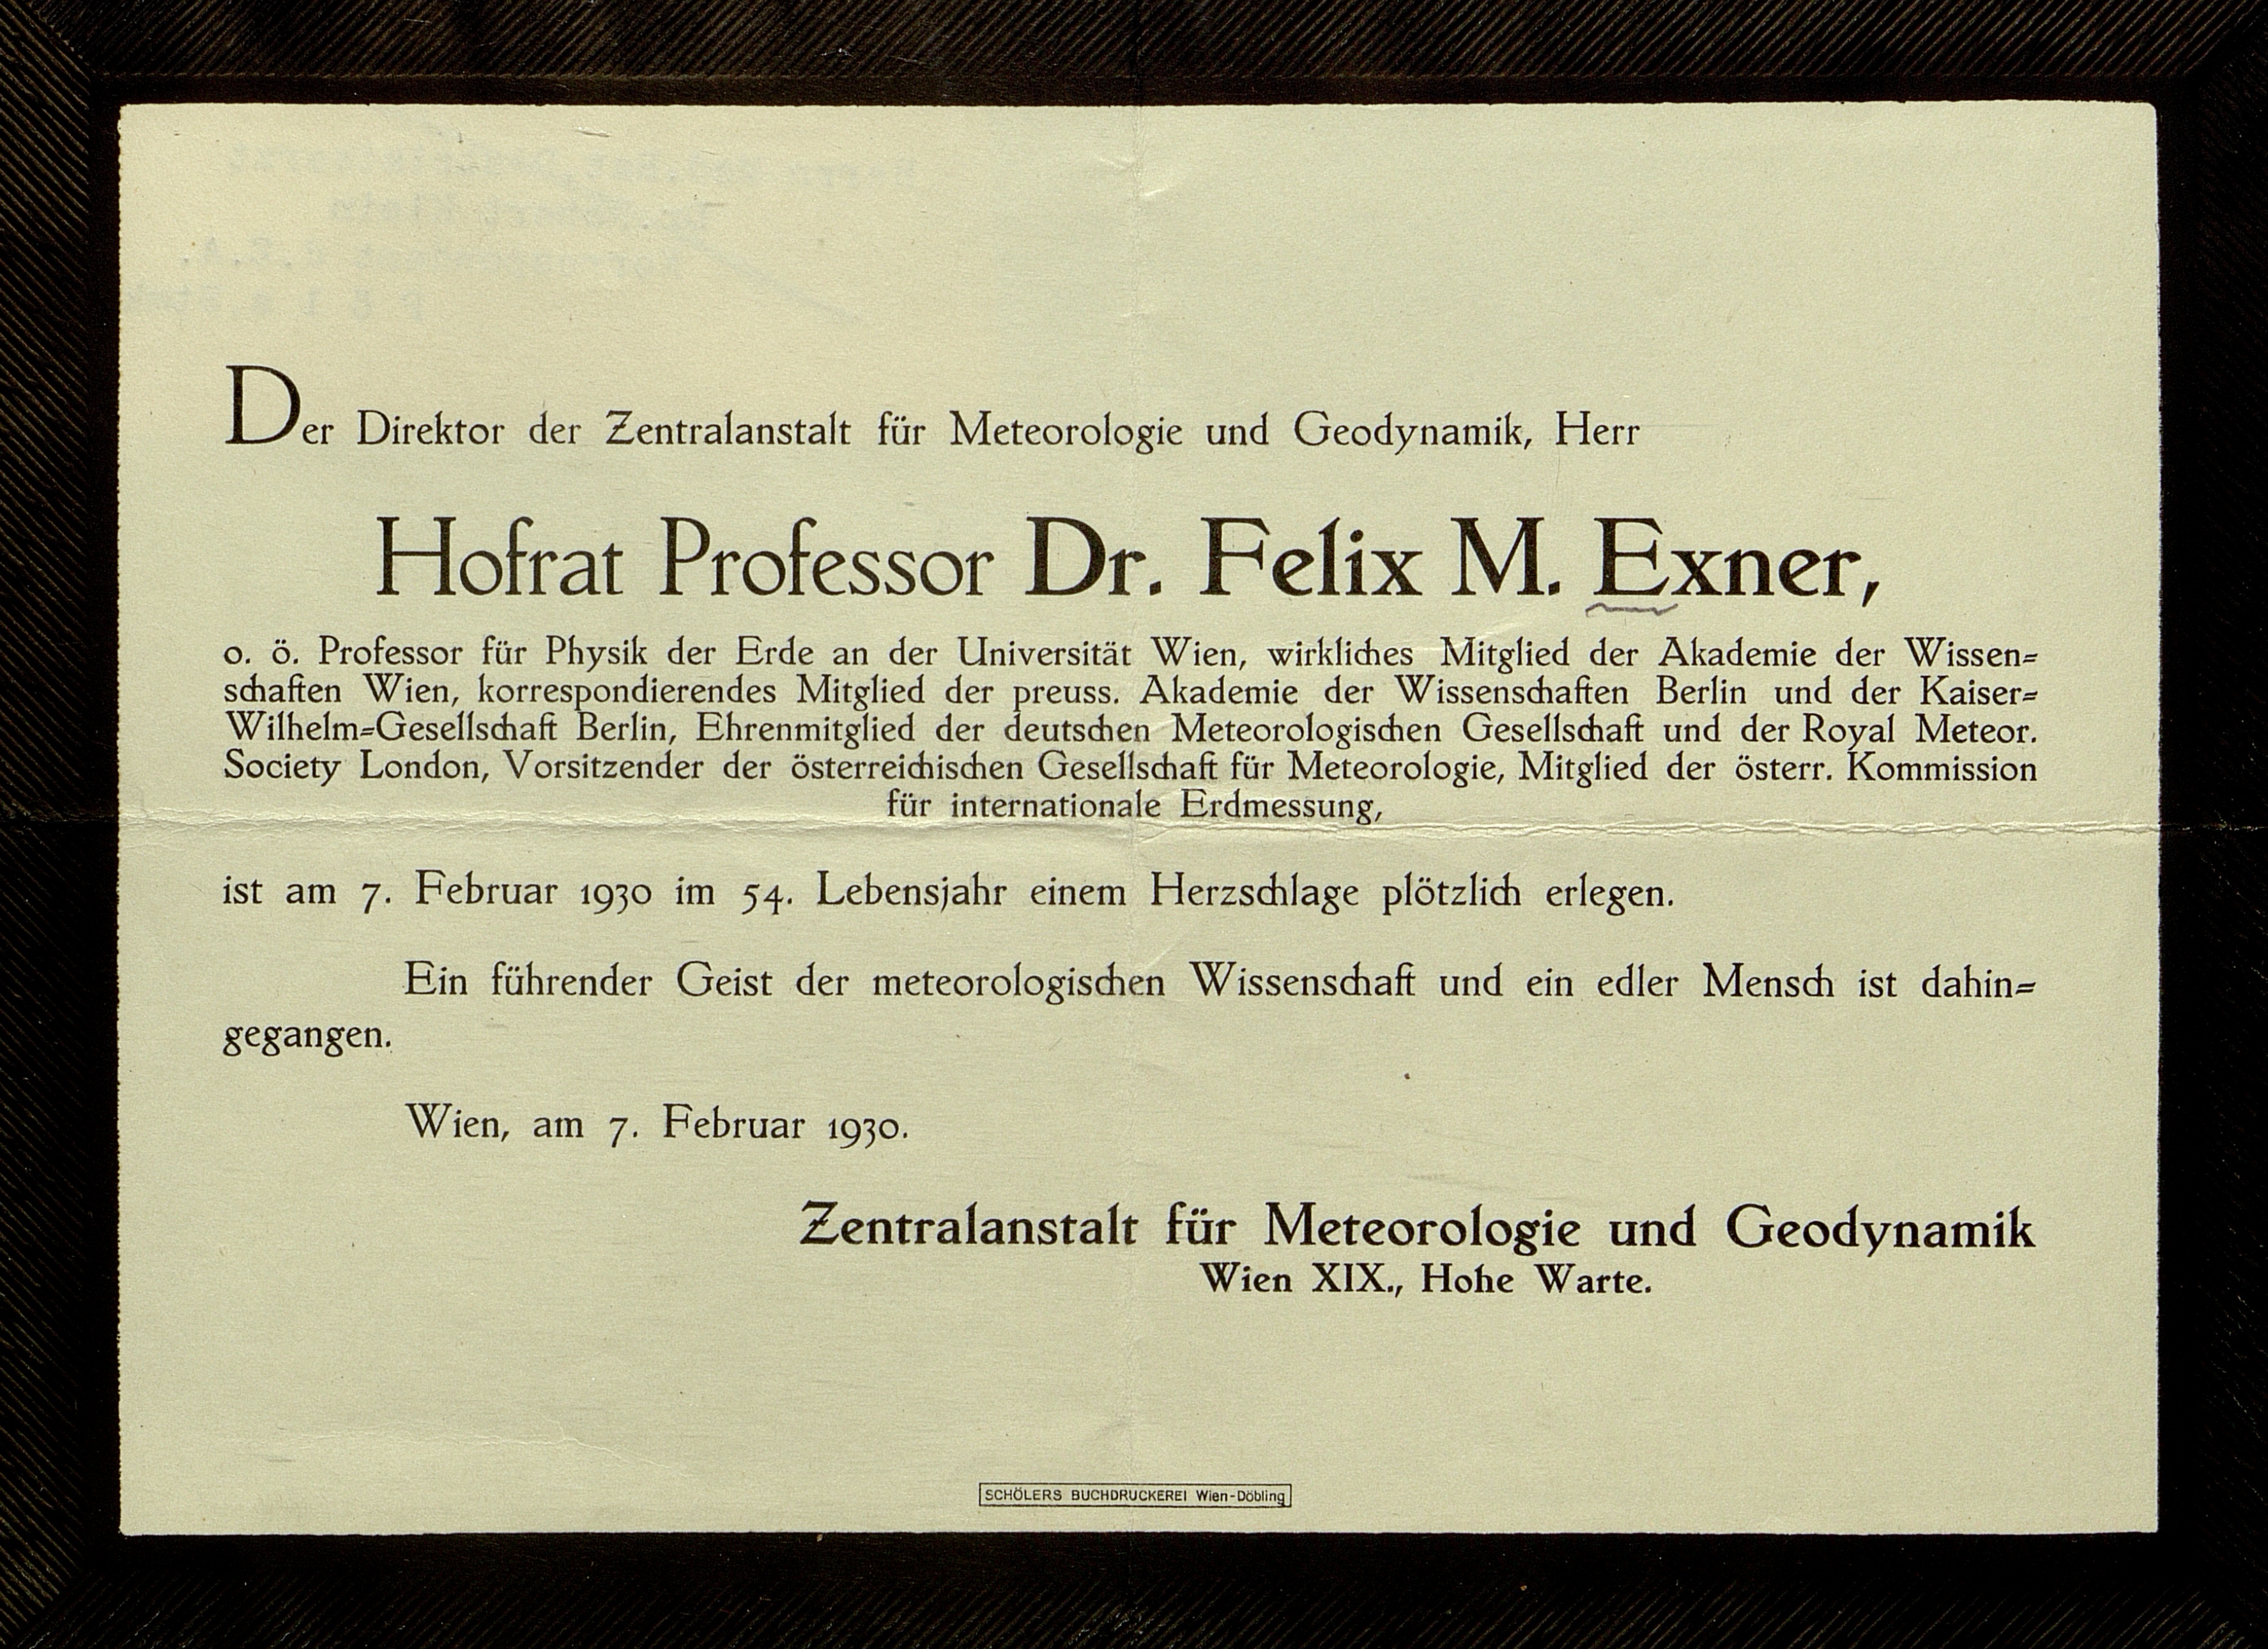 Der Direktor der Zentralanstalt für Meteorologie und Geodynamik, Herr
Hofrat Professor Dr. Felix M. Exner,
o. ö. Professor für Physik der Erde an der Universität Wien, wirkliches Mitglied der Akademie der Wissen=
schaften Wien, korrespondierendes Mitglied der preuss. Akademie der Wissenschaften Berlin und der Kaiser=
Wilhelm=Gesellschaft Berlin, Ehrenmitglied der deutschen Meteorologischen Gesellschaft und der Royal Meteor.
Society London, Vorsitzender der österreichischen Gesellschaft für Meteorologie, Mitglied der österr. Kommission
für internationale Erdmessung,
ist am 7. Februar 1930 im 54. Lebensjahr einem Herzschlage plötzlich erlegen.
Ein führender Geist der meteorologischen Wissenschaft und ein edler Mensch ist dahin=
gegangen.
Wien, am 7. Februar 1930.
Zentralanstalt für Meteorologie und Geodynamik
Wien XIX., Hohe Warte.
SCHÖLERS BUCHDRUCKEREI Wien-Döbling